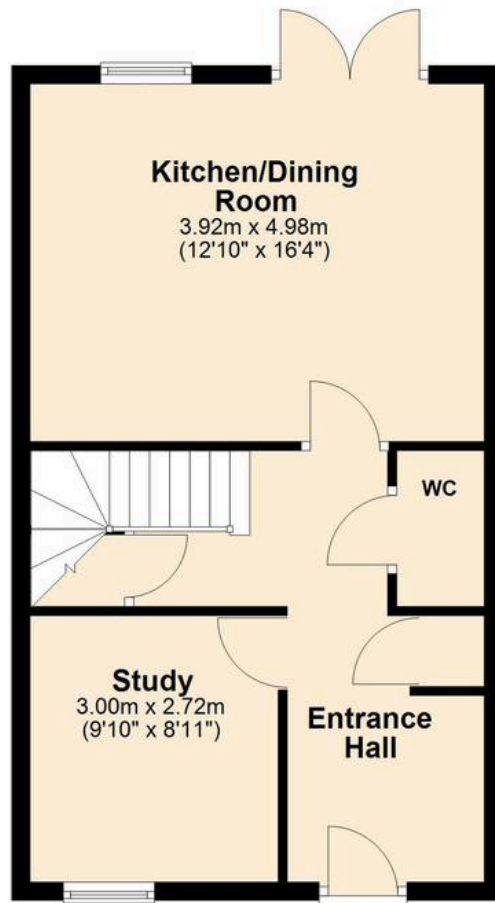 Kitchen/Dining
Room
3.92m x 4.98m
(12'10" x 16'4")
WC
Study
3.00m x 2.72m
(9'10" x 8'11")
Entrance
Hall